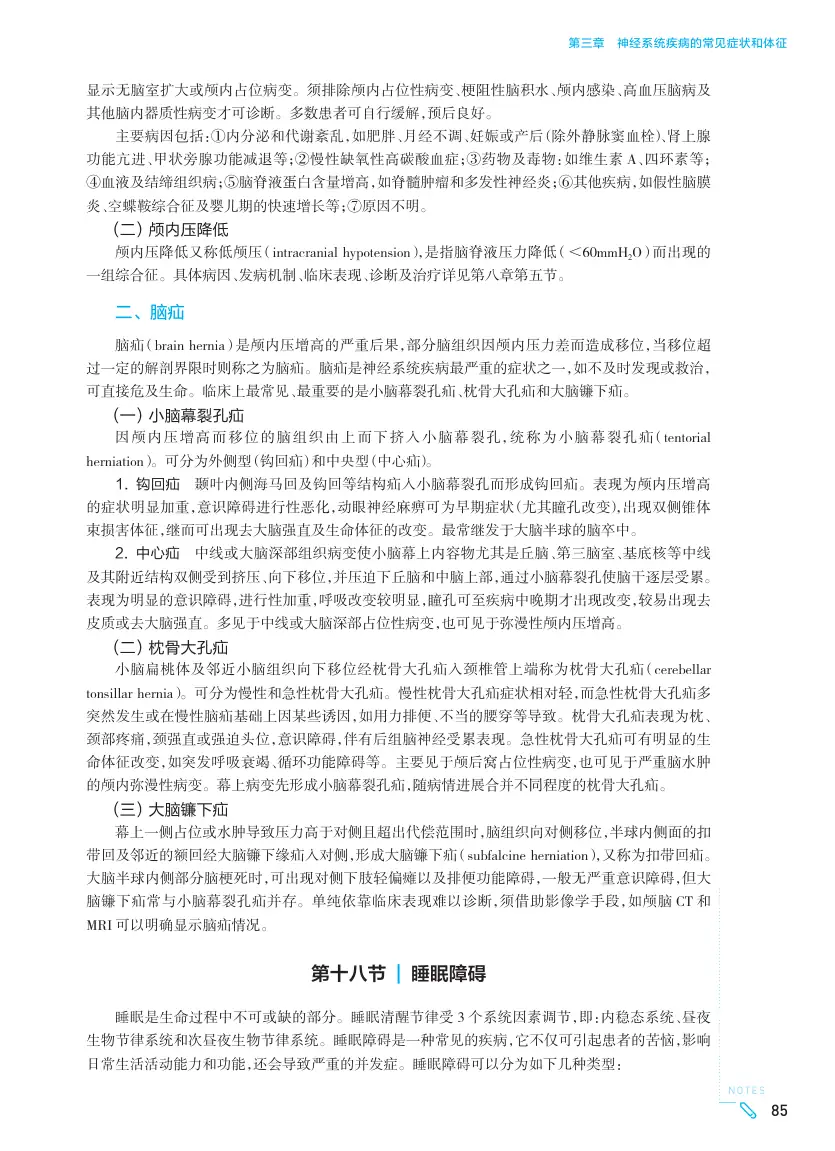 第三章 神经系统疾病的常见症状和体征
显示无脑室扩大或颅内占位病变。须排除颅内占位性病变、梗阻性脑积水、颅内感染、高血压脑病及
其他脑内器质性病变才可诊断。多数患者可自行缓解,预后良好。
主要病因包括:①内分泌和代谢紊乱,如肥胖、月经不调、妊娠或产后(除外静脉窦血栓)、肾上腺
功能亢进、甲状旁腺功能减退等;②慢性缺氧性高碳酸血症;③药物及毒物:如维生素 A、四环素等;
④血液及结缔组织病;⑤脑脊液蛋白含量增高,如脊髓肿瘤和多发性神经炎;⑥其他疾病,如假性脑膜
炎、空蝶鞍综合征及婴儿期的快速增长等;⑦原因不明。
(二)颅内压降低
颅内压降低又称低颅压(intracranial hypotension),是指脑脊液压力降低(<60mmH₂O)而出现的
一组综合征。具体病因、发病机制、临床表现、诊断及治疗详见第八章第五节。
二、脑疝
脑疝(brain hernia)是颅内压增高的严重后果,部分脑组织因颅内压力差而造成移位,当移位超
过一定的解剖界限时则称之为脑疝。脑疝是神经系统疾病最严重的症状之一,如不及时发现或救治,
可直接危及生命。临床上最常见、最重要的是小脑幕裂孔疝、枕骨大孔疝和大脑镰下疝。
(一)小脑幕裂孔疝
因颅内压增高而移位的脑组织由上而下挤入小脑幕裂孔,统称为小脑幕裂孔疝(tentorial
herniation)。可分为外侧型(钩回疝)和中央型(中心疝)。
1. 钩回疝 颞叶内侧海马回及钩回等结构疝入小脑幕裂孔而形成钩回疝。表现为颅内压增高
的症状明显加重,意识障碍进行性恶化,动眼神经麻痹可为早期症状(尤其瞳孔改变),出现双侧锥体
束损害体征,继而可出现去大脑强直及生命体征的改变。最常继发于大脑半球的脑卒中。
2. 中心疝 中线或大脑深部组织病变使小脑幕上内容物尤其是丘脑、第三脑室、基底核等中线
及其附近结构双侧受到挤压、向下移位,并压迫下丘脑和中脑上部,通过小脑幕裂孔使脑干逐层受累。
表现为明显的意识障碍,进行性加重,呼吸改变较明显,瞳孔可至疾病中晚期才出现改变,较易出现去
皮质或去大脑强直。多见于中线或大脑深部占位性病变,也可见于弥漫性颅内压增高。
(二)枕骨大孔疝
小脑扁桃体及邻近小脑组织向下移位经枕骨大孔疝入颈椎管上端称为枕骨大孔疝(cerebellar
tonsillar hernia)。可分为慢性和急性枕骨大孔疝。慢性枕骨大孔疝症状相对轻,而急性枕骨大孔疝多
突然发生或在慢性脑疝基础上因某些诱因,如用力排便、不当的腰穿等导致。枕骨大孔疝表现为枕、
颈部疼痛,颈强直或强迫头位,意识障碍,伴有后组脑神经受累表现。急性枕骨大孔疝可有明显的生
命体征改变,如突发呼吸衰竭、循环功能障碍等。主要见于颅后窝占位性病变,也可见于严重脑水肿
的颅内弥漫性病变。幕上病变先形成小脑幕裂孔疝,随病情进展合并不同程度的枕骨大孔疝。
(三)大脑镰下疝
幕上一侧占位或水肿导致压力高于对侧且超出代偿范围时,脑组织向对侧移位,半球内侧面的扣
带回及邻近的额回经大脑镰下缘疝入对侧,形成大脑镰下疝(subfalcine herniation),又称为扣带回疝。
大脑半球内侧部分脑梗死时,可出现对侧下肢轻偏瘫以及排便功能障碍,一般无严重意识障碍,但大
脑镰下疝常与小脑幕裂孔疝并存。单纯依靠临床表现难以诊断,须借助影像学手段,如颅脑 CT 和
MRI 可以明确显示脑疝情况。
第十八节 | 睡眠障碍
睡眠是生命过程中不可或缺的部分。睡眠清醒节律受 3 个系统因素调节,即:内稳态系统、昼夜
生物节律系统和次昼夜生物节律系统。睡眠障碍是一种常见的疾病,它不仅可引起患者的苦恼,影响
日常生活活动能力和功能,还会导致严重的并发症。睡眠障碍可以分为如下几种类型:
NOTES
85